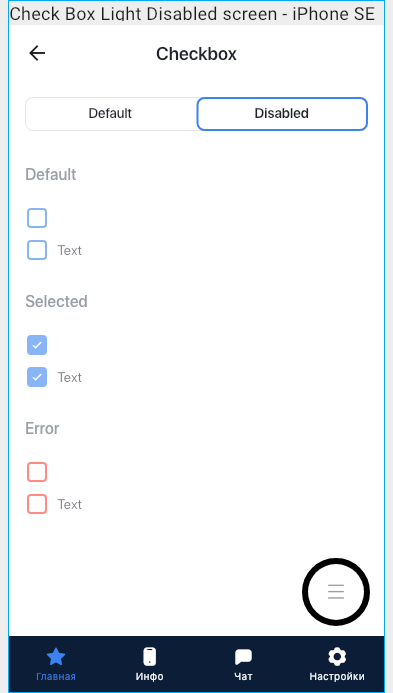 Check Box Light Disabled screen - iPhone SE
Checkbox
Default
Disabled
Default
Text
Selected
Text
Error
Text
Главная
Инфо
Чат
Настройки